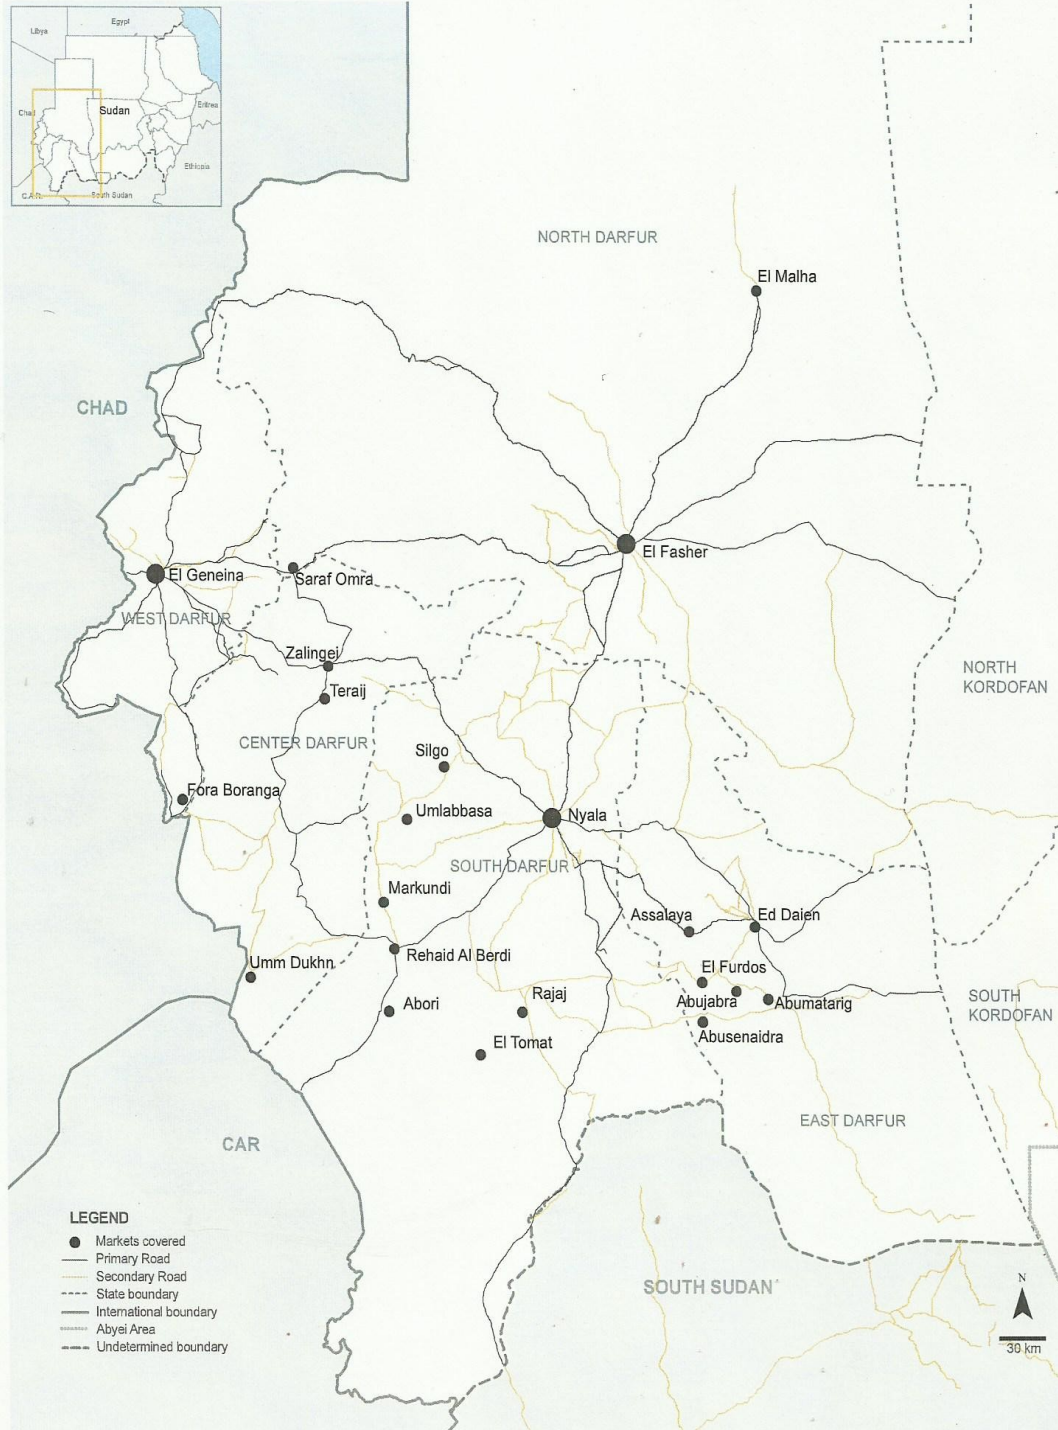 Libya
Egypt
Chad
Sudan
Eritrea
Ethiopia
C.A.R.
South Sudan
NORTH DARFUR
El Malha
CHAD
El Fasher
El Geneina
Saraf Omra
WEST DARFUR
Zalingei
NORTH
KORDOFAN
Teraij
CENTER DARFUR
Silgo
Fora Boranga
Umlabbasa
Nyala
SOUTH DARFUR
Markundi
Assalaya
Ed Daien
Rehaid Al Berdi
Umm Dukhn
El Furdos
Rajaj
Abori
Abujabra
Abumatarig
SOUTH
KORDOFAN
Abusenaidra
El Tomat
EAST DARFUR
CAR
LEGEND
Markets covered
Primary Road
Secondary Road
State boundary
International boundary
Abyei Area
Undetermined boundary
SOUTH SUDAN
N
30 km